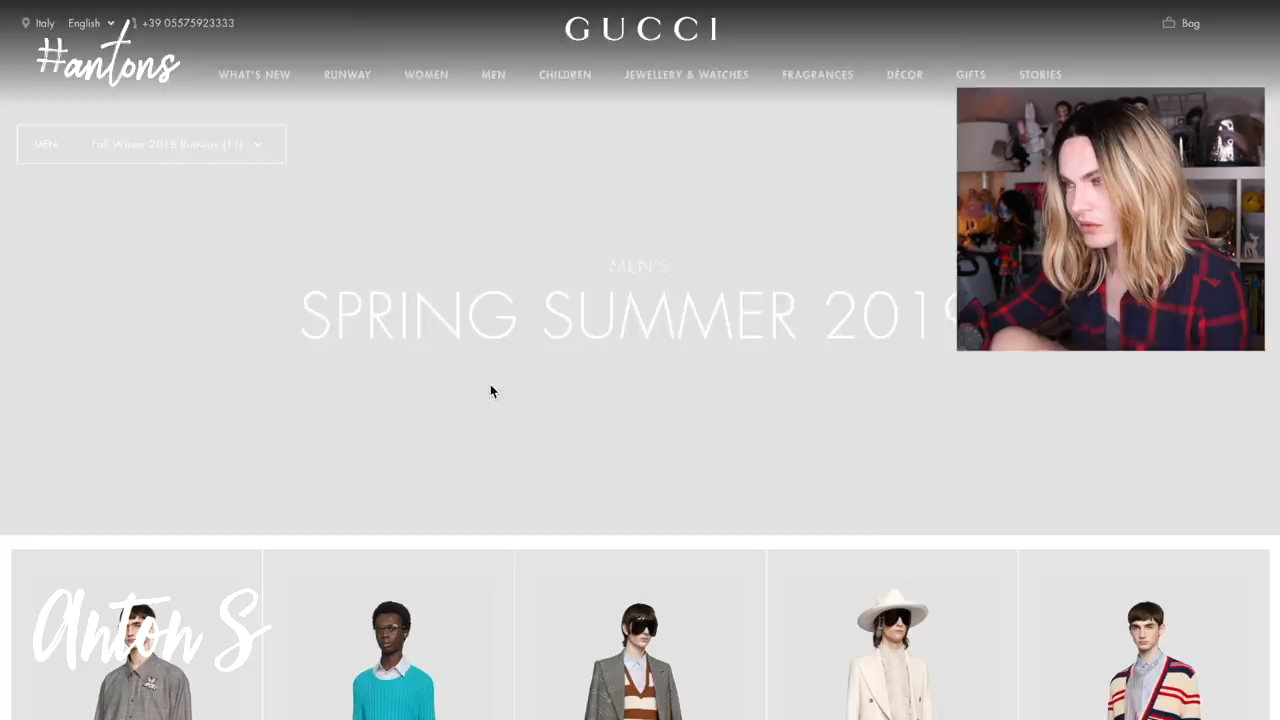 Italy English +39 05575923333
GUCCI
Bag
#antons
WHAT'S NEW RUNWAY WOMEN MEN CHILDREN JEWELLERY & WATCHES FRAGRANCES DÉCOR GIFTS STORIES
MEN Fall Winter 2018 Runway (11)
MEN'S
SPRING SUMMER 2019
Anton S